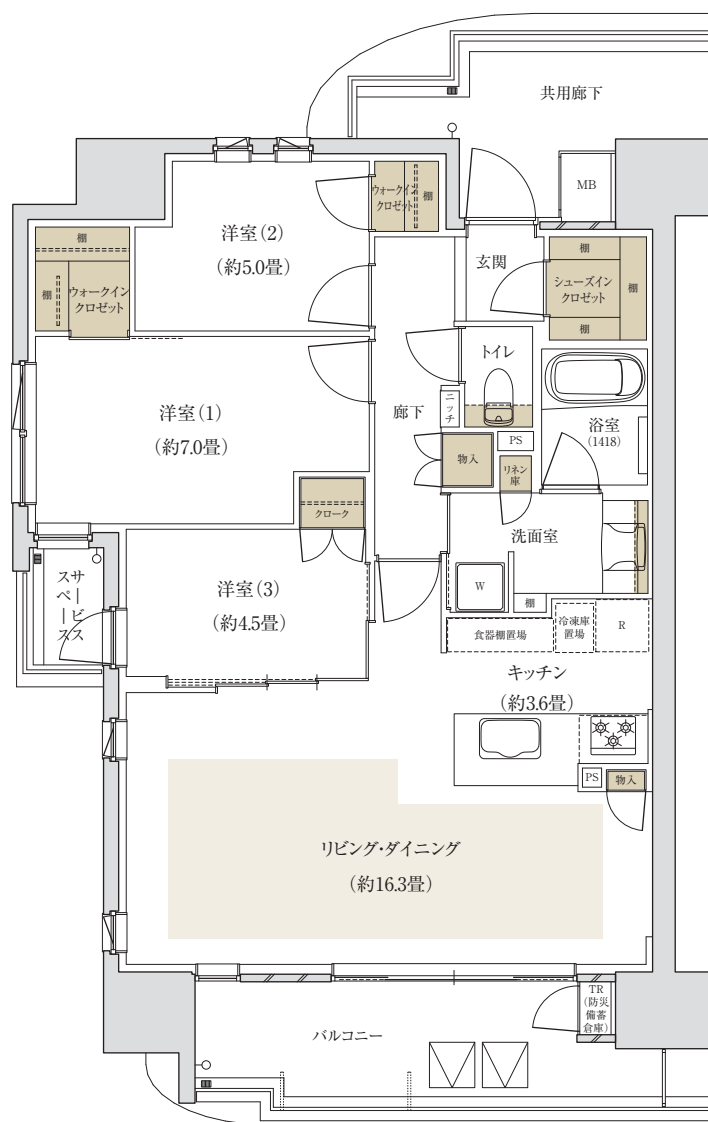 共用廊下
MB
ウォークイン
クロゼット
棚
洋室（2）
（約5.0畳）
玄関
棚
シューズイン
クロゼット
棚
棚
棚
棚
ウォークイン
クロゼット
トイレ
洋室（1）
（約7.0畳）
廊下
ニッチ
浴室
（1418）
PS
物入
リネン
庫
クローク
洗面室
サービス
スペース
洋室（3）
（約4.5畳）
W
棚
食器棚置場
冷凍庫
置場
R
キッチン
（約3.6畳）
PS
物入
リビング・ダイニング
（約16.3畳）
TR
（防災
備蓄
倉庫）
バルコニー